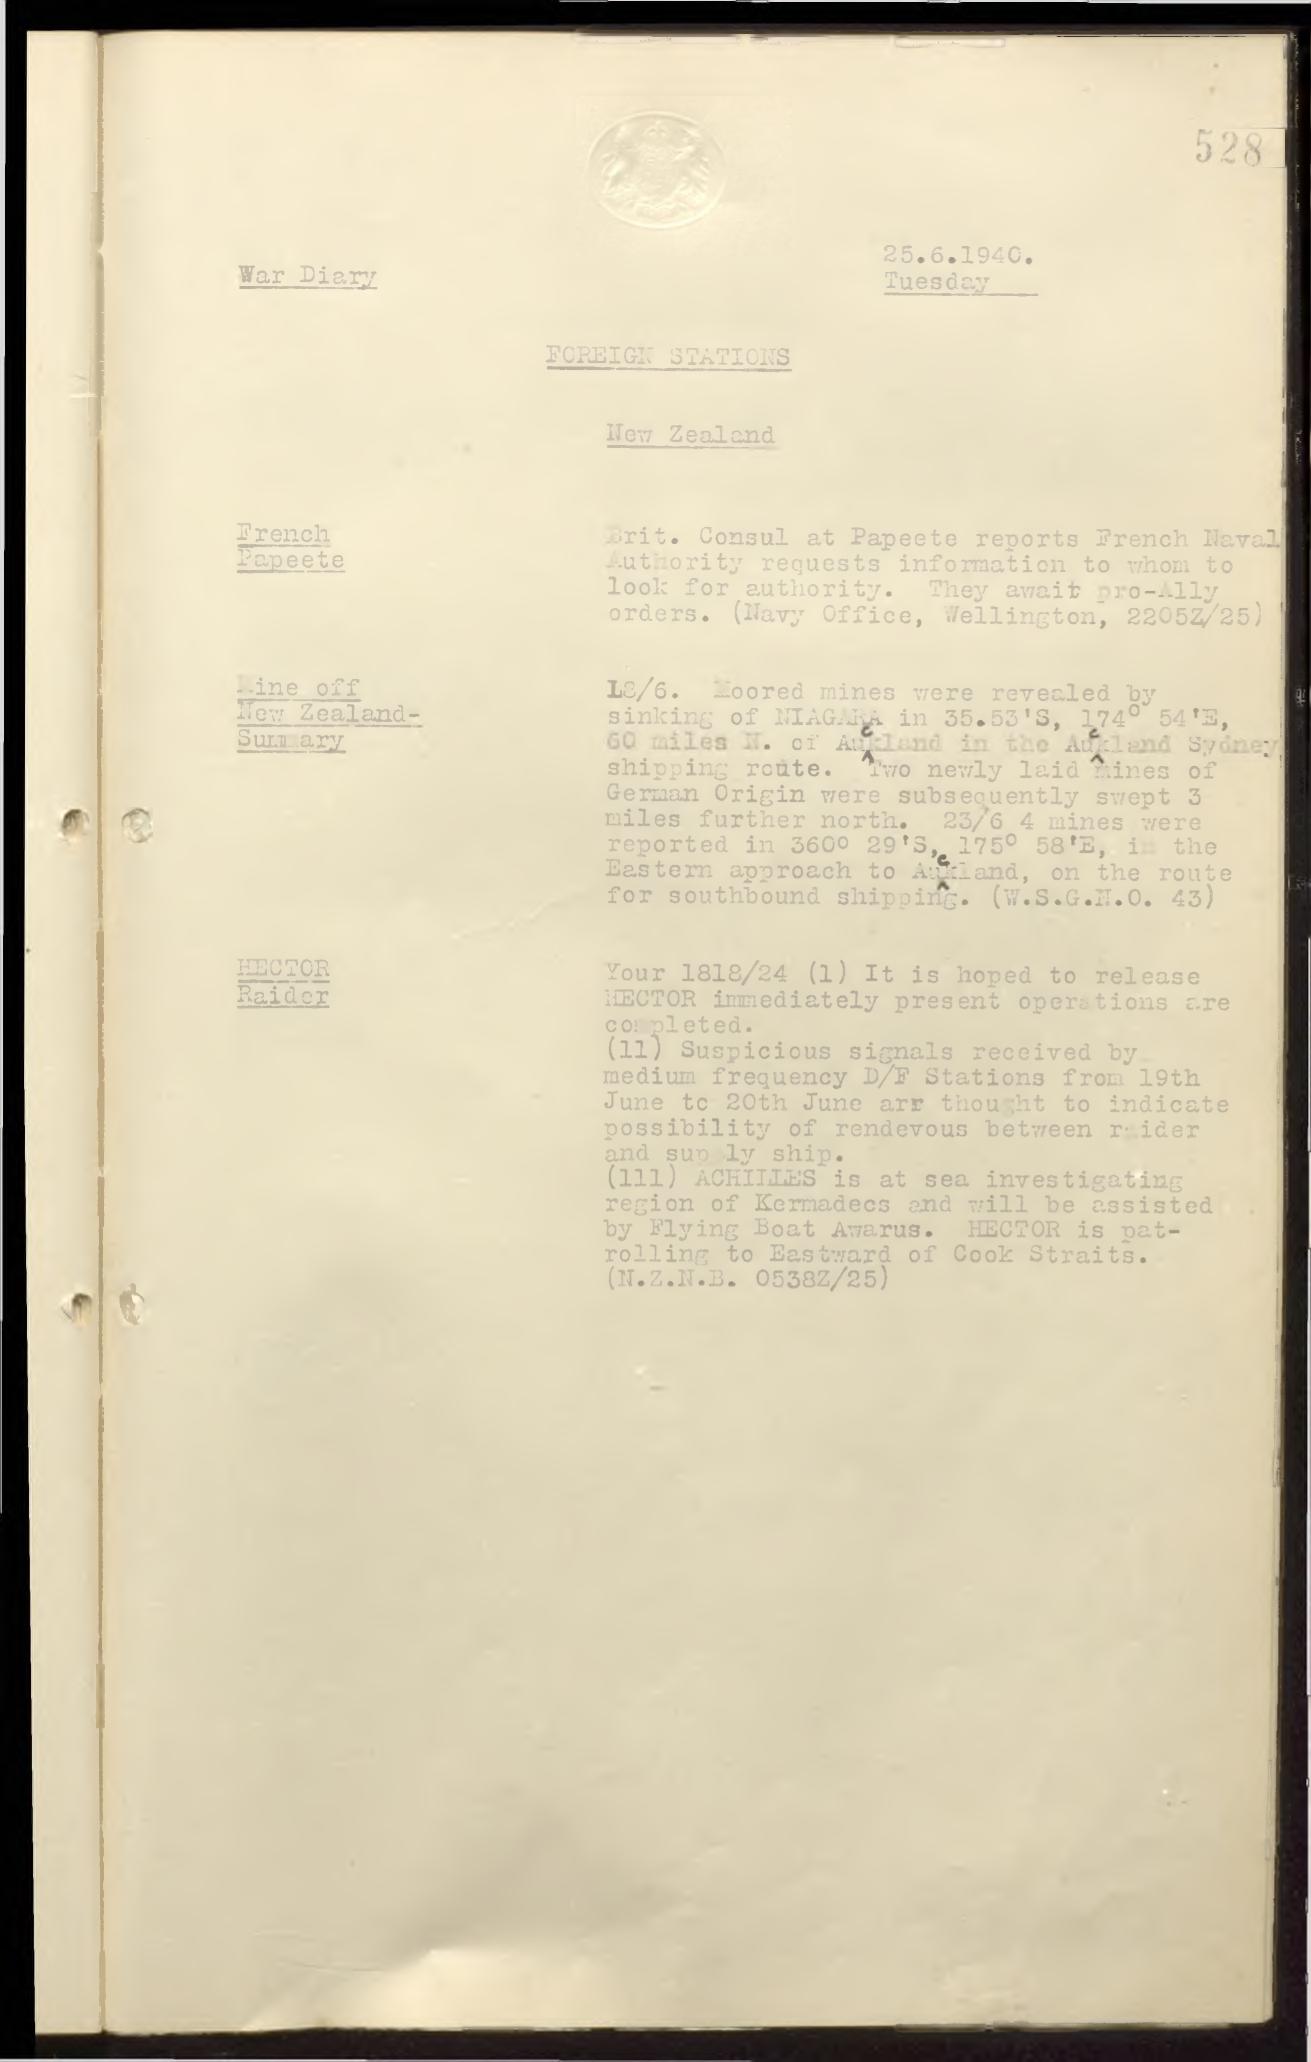 528
War Diary
25.6.1940.
Tuesday
FOREIGN STATIONS
New Zealand
French
Papeete
Brit. Consul at Papeete reports French Naval
Authority requests information to whom to
look for authority. They await pro-Ally
orders. (Navy Office, Wellington, 2205Z/25)
Mine off
New Zealand-
Summary
18/6. Moored mines were revealed by
sinking of NIAGARA in 35.53'S, 174° 54'E,
60 miles N. of Auckland in the Auckland Sydney
shipping route. Two newly laid mines of
German Origin were subsequently swept 3
miles further north. 23/6 4 mines were
reported in 360° 29'S, 175° 58'E, in the
Eastern approach to Auckland, on the route
for southbound shipping. (W.S.G.N.O. 43)
HECTOR
Raider
Your 1818/24 (1) It is hoped to release
HECTOR immediately present operations are
completed.
(11) Suspicious signals received by
medium frequency D/F Stations from 19th
June to 20th June arr thought to indicate
possibility of rendevous between raider
and supply ship.
(111) ACHILLES is at sea investigating
region of Kermadecs and will be assisted
by Flying Boat Awarus. HECTOR is pat-
rolling to Eastward of Cook Straits.
(N.Z.N.B. 0538Z/25)